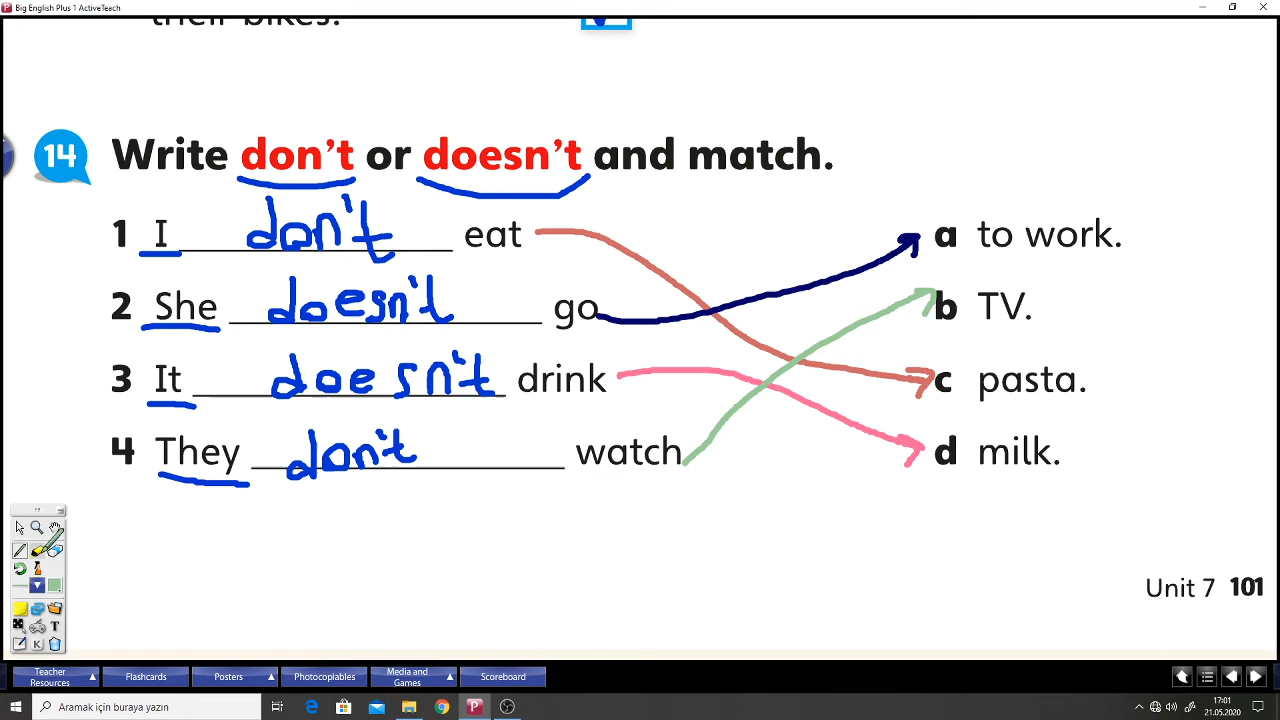 Big English Plus 1 ActiveTeach
their bikes.
14 Write don't or doesn't and match.
1 I don't eat a to work.
2 She doesn't go b TV.
3 It doesn't drink c pasta.
4 They don't watch d milk.
Unit 7 101
Teacher Resources Flashcards Posters Photocopiables Media and Games Scoreboard
Aramak için buraya yazın 17:01
21.05.2020